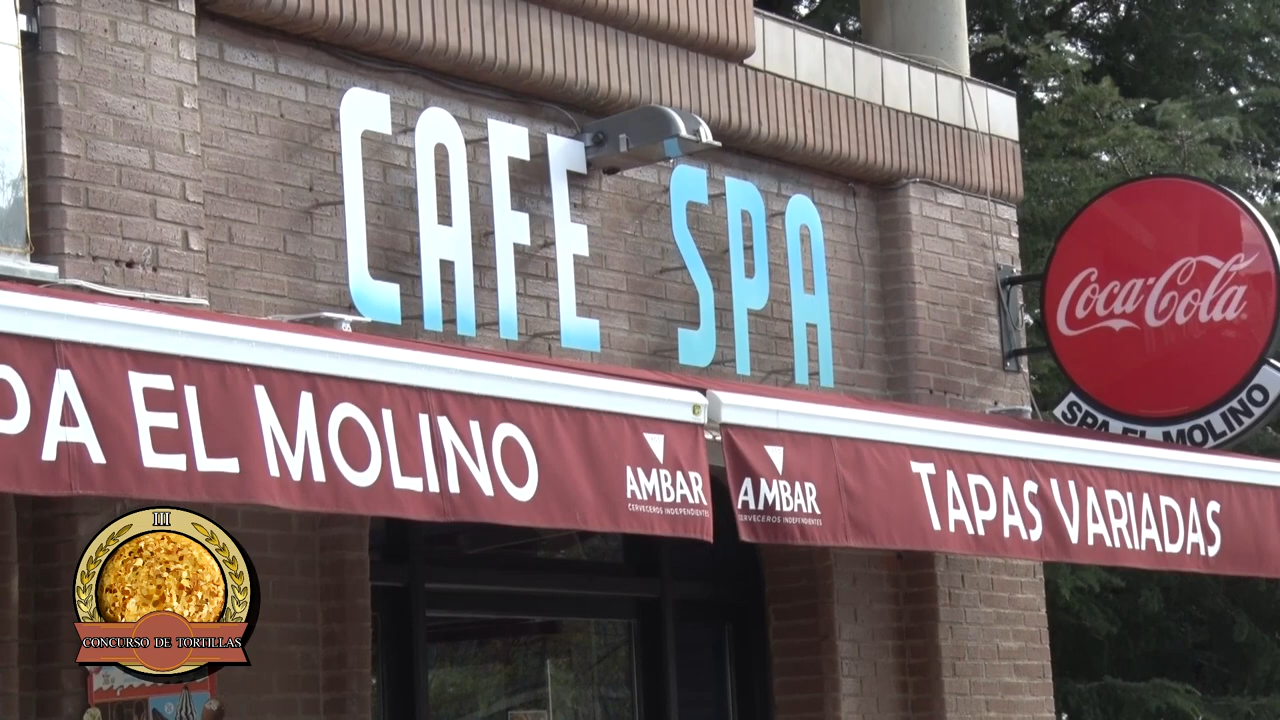 CAFE SPA
Coca-Cola
SPA EL MOLINO
PA EL MOLINO
AMBAR
CERVECEROS INDEPENDIENTES
AMBAR
CERVECEROS INDEPENDIENTES
TAPAS VARIADAS
III
CONCURSO DE TORTILLAS